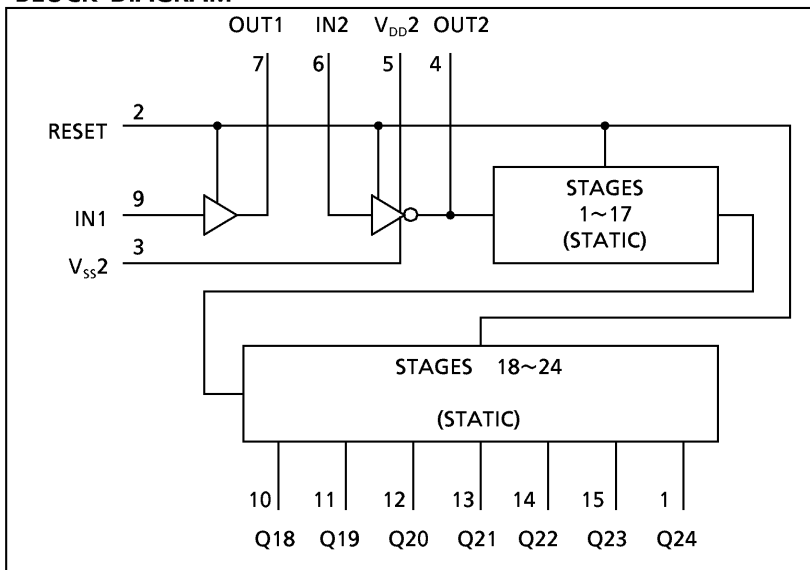 BLOCK DIAGRAM
OUT1 IN2 VDD2 OUT2
7 6 5 4
2
RESET
9
IN1
3
VSS2
STAGES
1~17
(STATIC)
STAGES 18~24
(STATIC)
10 11 12 13 14 15 1
Q18 Q19 Q20 Q21 Q22 Q23 Q24